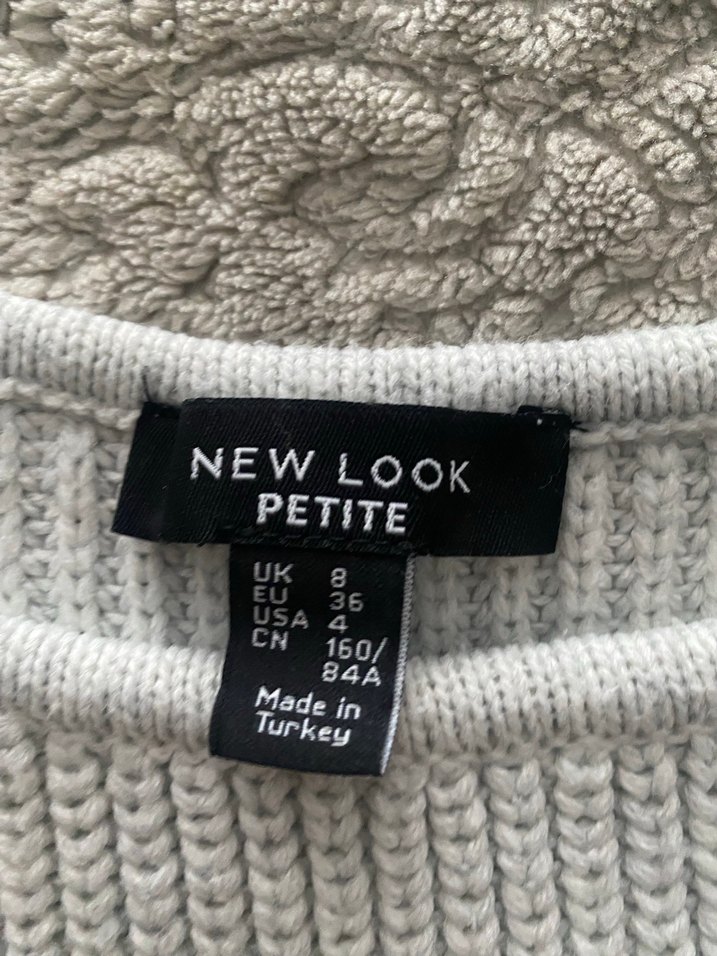 NEW LOOK
PETITE
UK 8
EU 36
USA 4
CN 160/
84A
Made in
Turkey